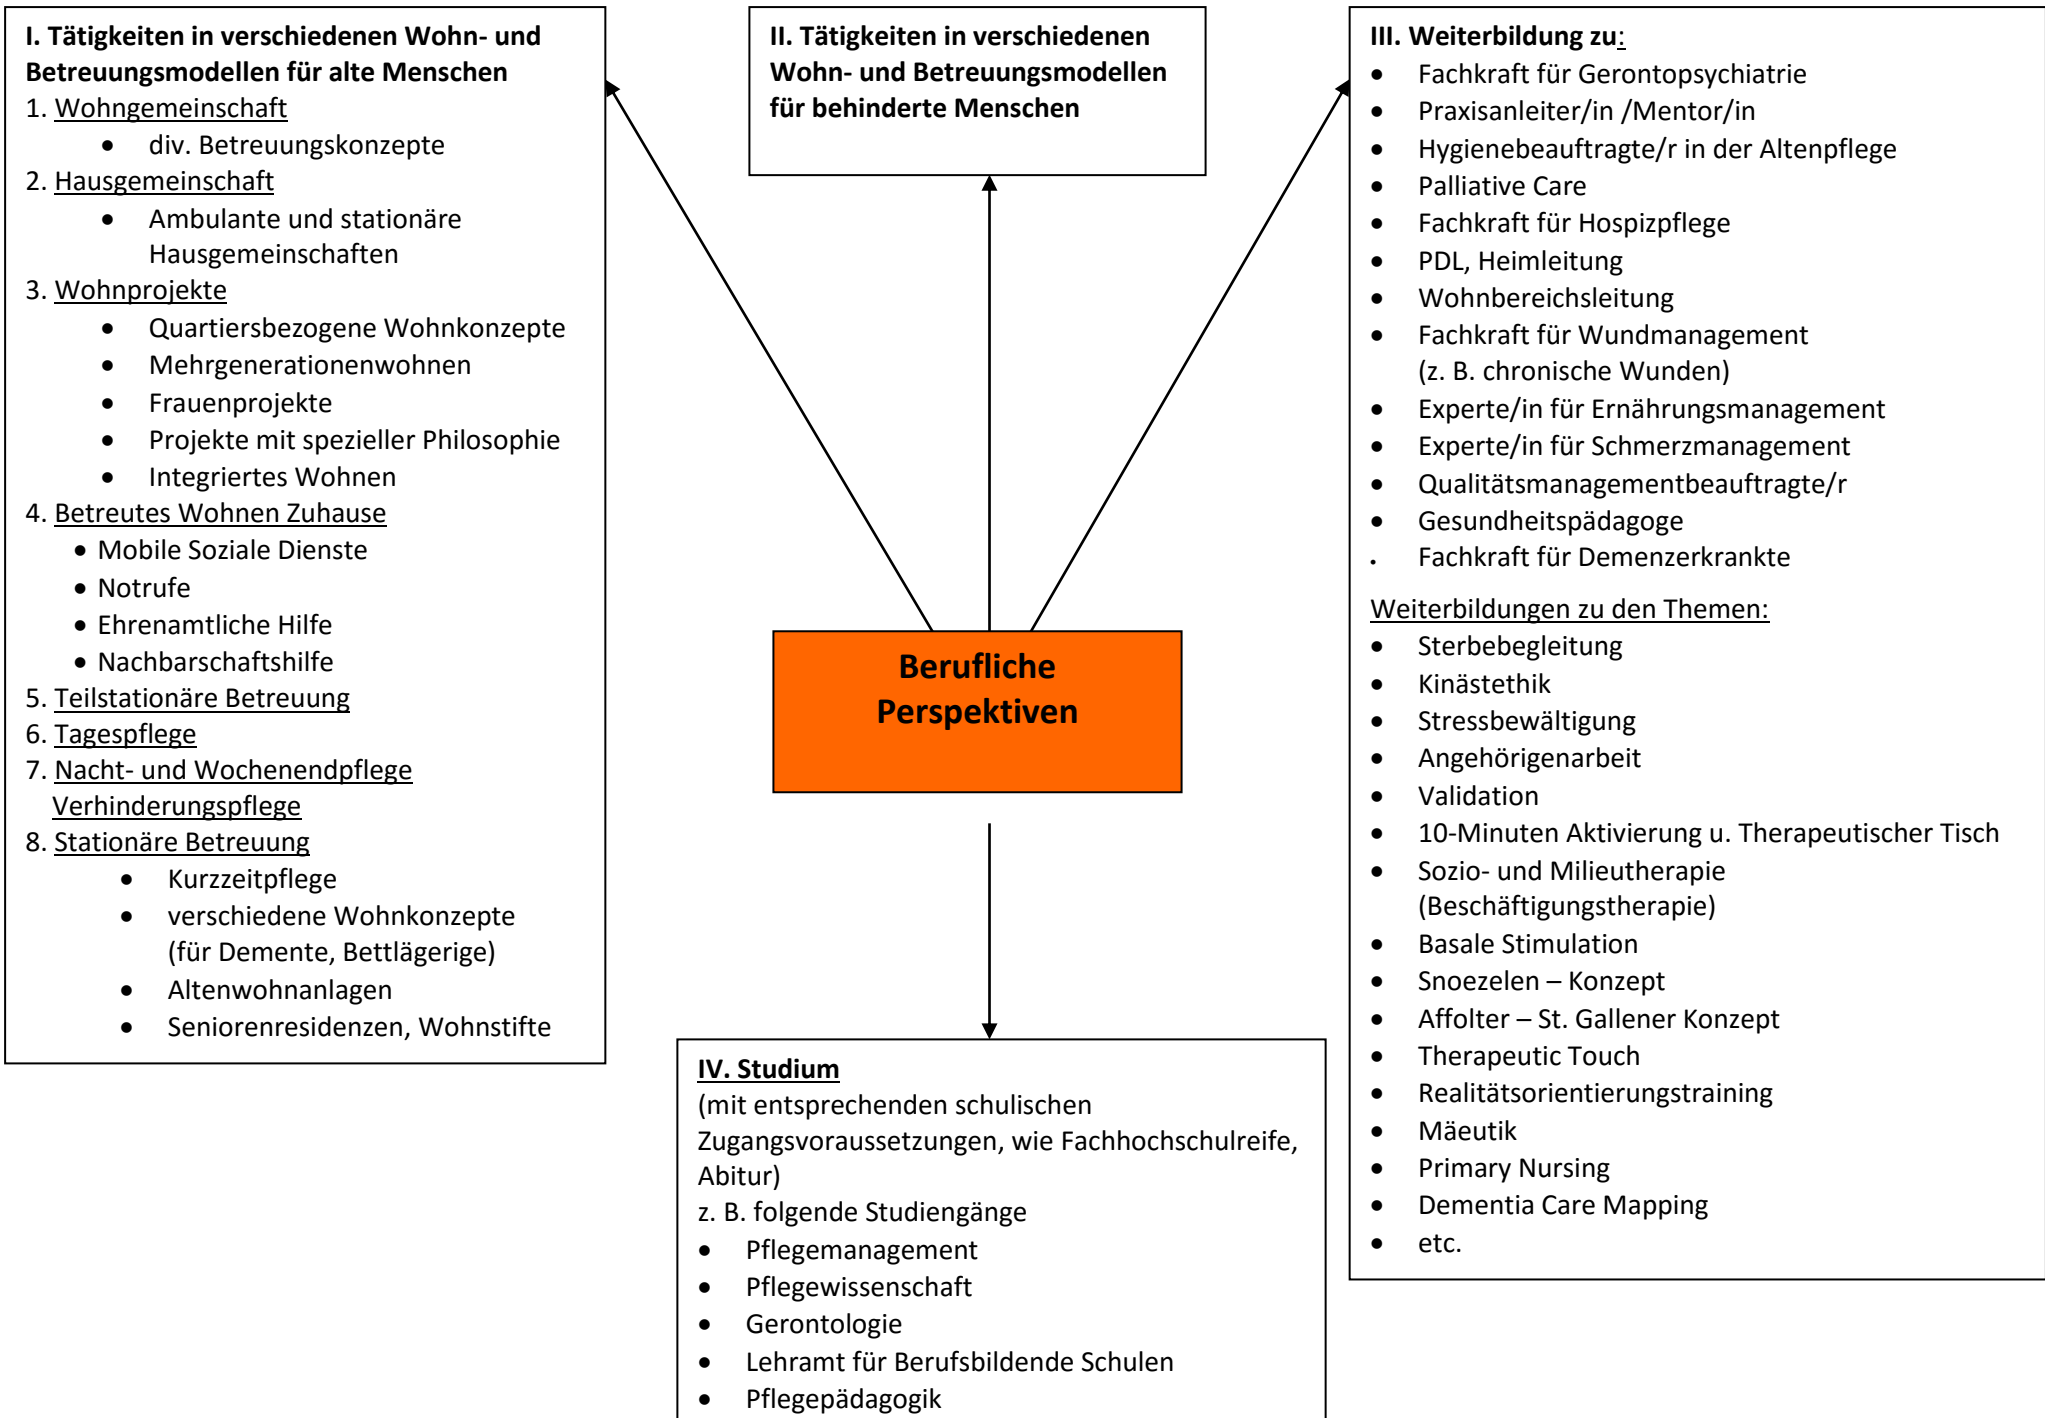 I. Tätigkeiten in verschiedenen Wohn- und
Betreuungsmodellen für alte Menschen
1. Wohngemeinschaft
• div. Betreuungskonzepte
2. Hausgemeinschaft
• Ambulante und stationäre
Hausgemeinschaften
3. Wohnprojekte
• Quartiersbezogene Wohnkonzepte
• Mehrgenerationenwohnen
• Frauenprojekte
• Projekte mit spezieller Philosophie
• Integriertes Wohnen
4. Betreutes Wohnen Zuhause
• Mobile Soziale Dienste
• Notrufe
• Ehrenamtliche Hilfe
• Nachbarschaftshilfe
5. Teilstationäre Betreuung
6. Tagespflege
7. Nacht- und Wochenendpflege
Verhinderungspflege
8. Stationäre Betreuung
• Kurzzeitpflege
• verschiedene Wohnkonzepte
(für Demente, Bettlägerige)
• Altenwohnanlagen
• Seniorenresidenzen, Wohnstifte
II. Tätigkeiten in verschiedenen
Wohn- und Betreuungsmodellen
für behinderte Menschen
III. Weiterbildung zu:
• Fachkraft für Gerontopsychiatrie
• Praxisanleiter/in /Mentor/in
• Hygienebeauftragte/r in der Altenpflege
• Palliative Care
• Fachkraft für Hospizpflege
• PDL, Heimleitung
• Wohnbereichsleitung
• Fachkraft für Wundmanagement
(z. B. chronische Wunden)
• Experte/in für Ernährungsmanagement
• Experte/in für Schmerzmanagement
• Qualitätsmanagementbeauftragte/r
• Gesundheitspädagoge
• Fachkraft für Demenzerkrankte
Weiterbildungen zu den Themen:
• Sterbebegleitung
• Kinästethik
• Stressbewältigung
• Angehörigenarbeit
• Validation
• 10-Minuten Aktivierung u. Therapeutischer Tisch
• Sozio- und Milieutherapie
(Beschäftigungstherapie)
• Basale Stimulation
• Snoezelen – Konzept
• Affolter – St. Gallener Konzept
• Therapeutic Touch
• Realitätsorientierungstraining
• Mäeutik
• Primary Nursing
• Dementia Care Mapping
• etc.
Berufliche
Perspektiven
IV. Studium
(mit entsprechenden schulischen
Zugangsvoraussetzungen, wie Fachhochschulreife,
Abitur)
z. B. folgende Studiengänge
• Pflegemanagement
• Pflegewissenschaft
• Gerontologie
• Lehramt für Berufsbildende Schulen
• Pflegepädagogik